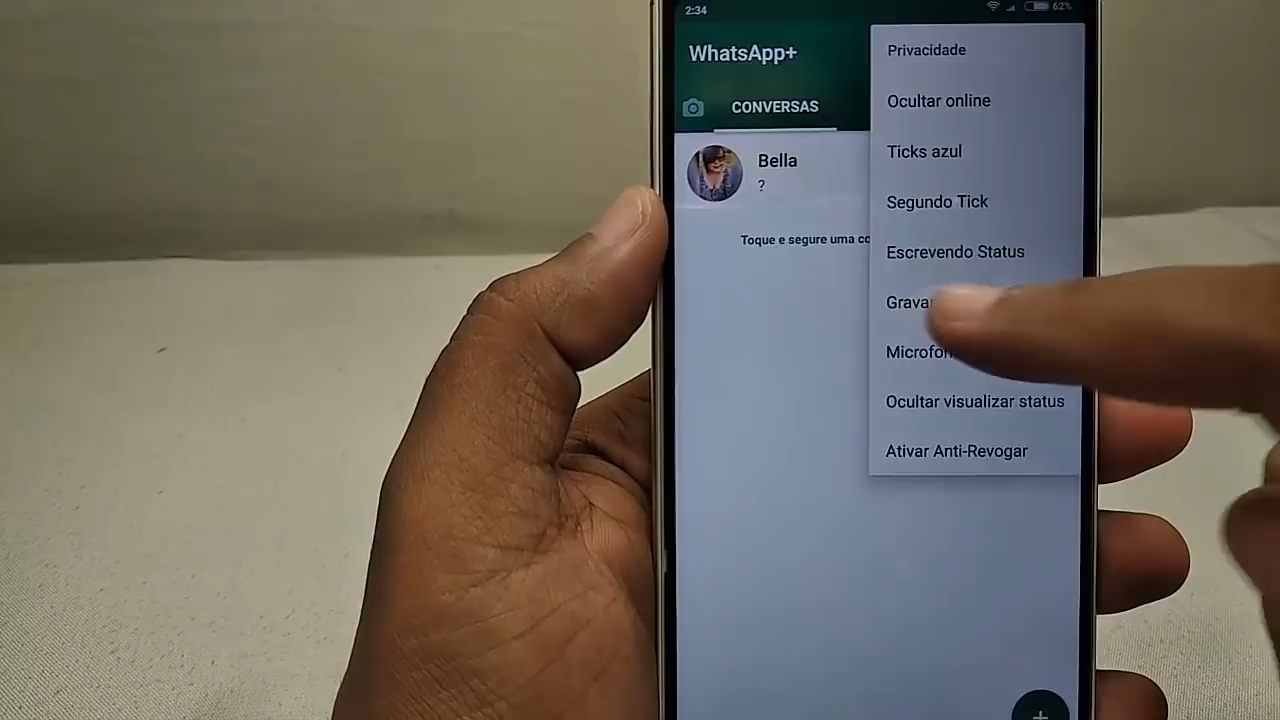 2:34
62%
WhatsApp+
CONVERSAS
Bella
?
Toque e segure uma
Privacidade
Ocultar online
Ticks azul
Segundo Tick
Escrevendo Status
Ocultar visualizar status
Ativar Anti-Revogar